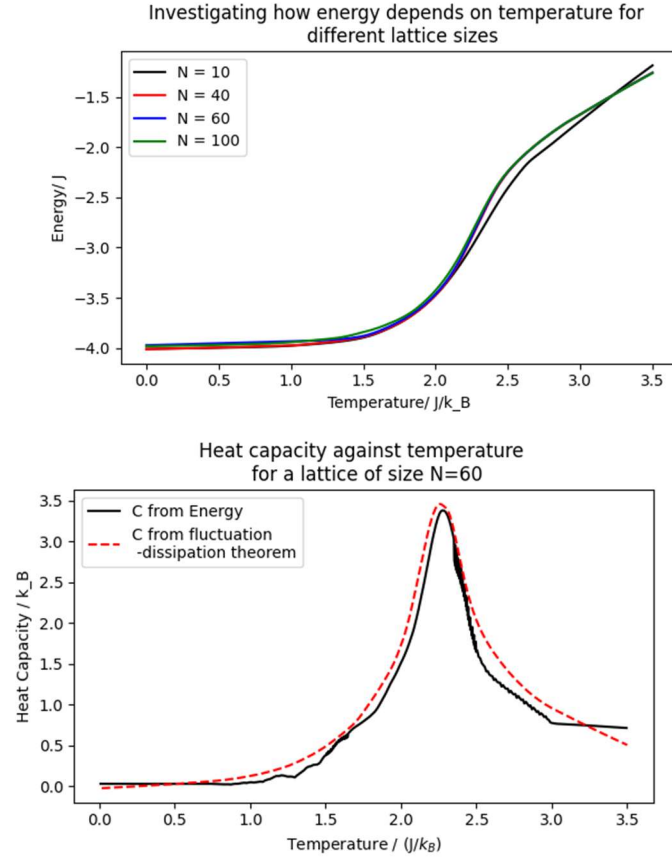 Investigating how energy depends on temperature for
different lattice sizes
N = 10
N = 40
N = 60
N = 100
Energy/ J
−1.5
−2.0
−2.5
−3.0
−3.5
−4.0
0.0 0.5 1.0 1.5 2.0 2.5 3.0 3.5
Temperature/ J/k_B
Heat capacity against temperature
for a lattice of size N=60
C from Energy
C from fluctuation
-dissipation theorem
Heat Capacity / k_B
3.5
3.0
2.5
2.0
1.5
1.0
0.5
0.0
0.0 0.5 1.0 1.5 2.0 2.5 3.0 3.5
Temperature / (J/k_B)